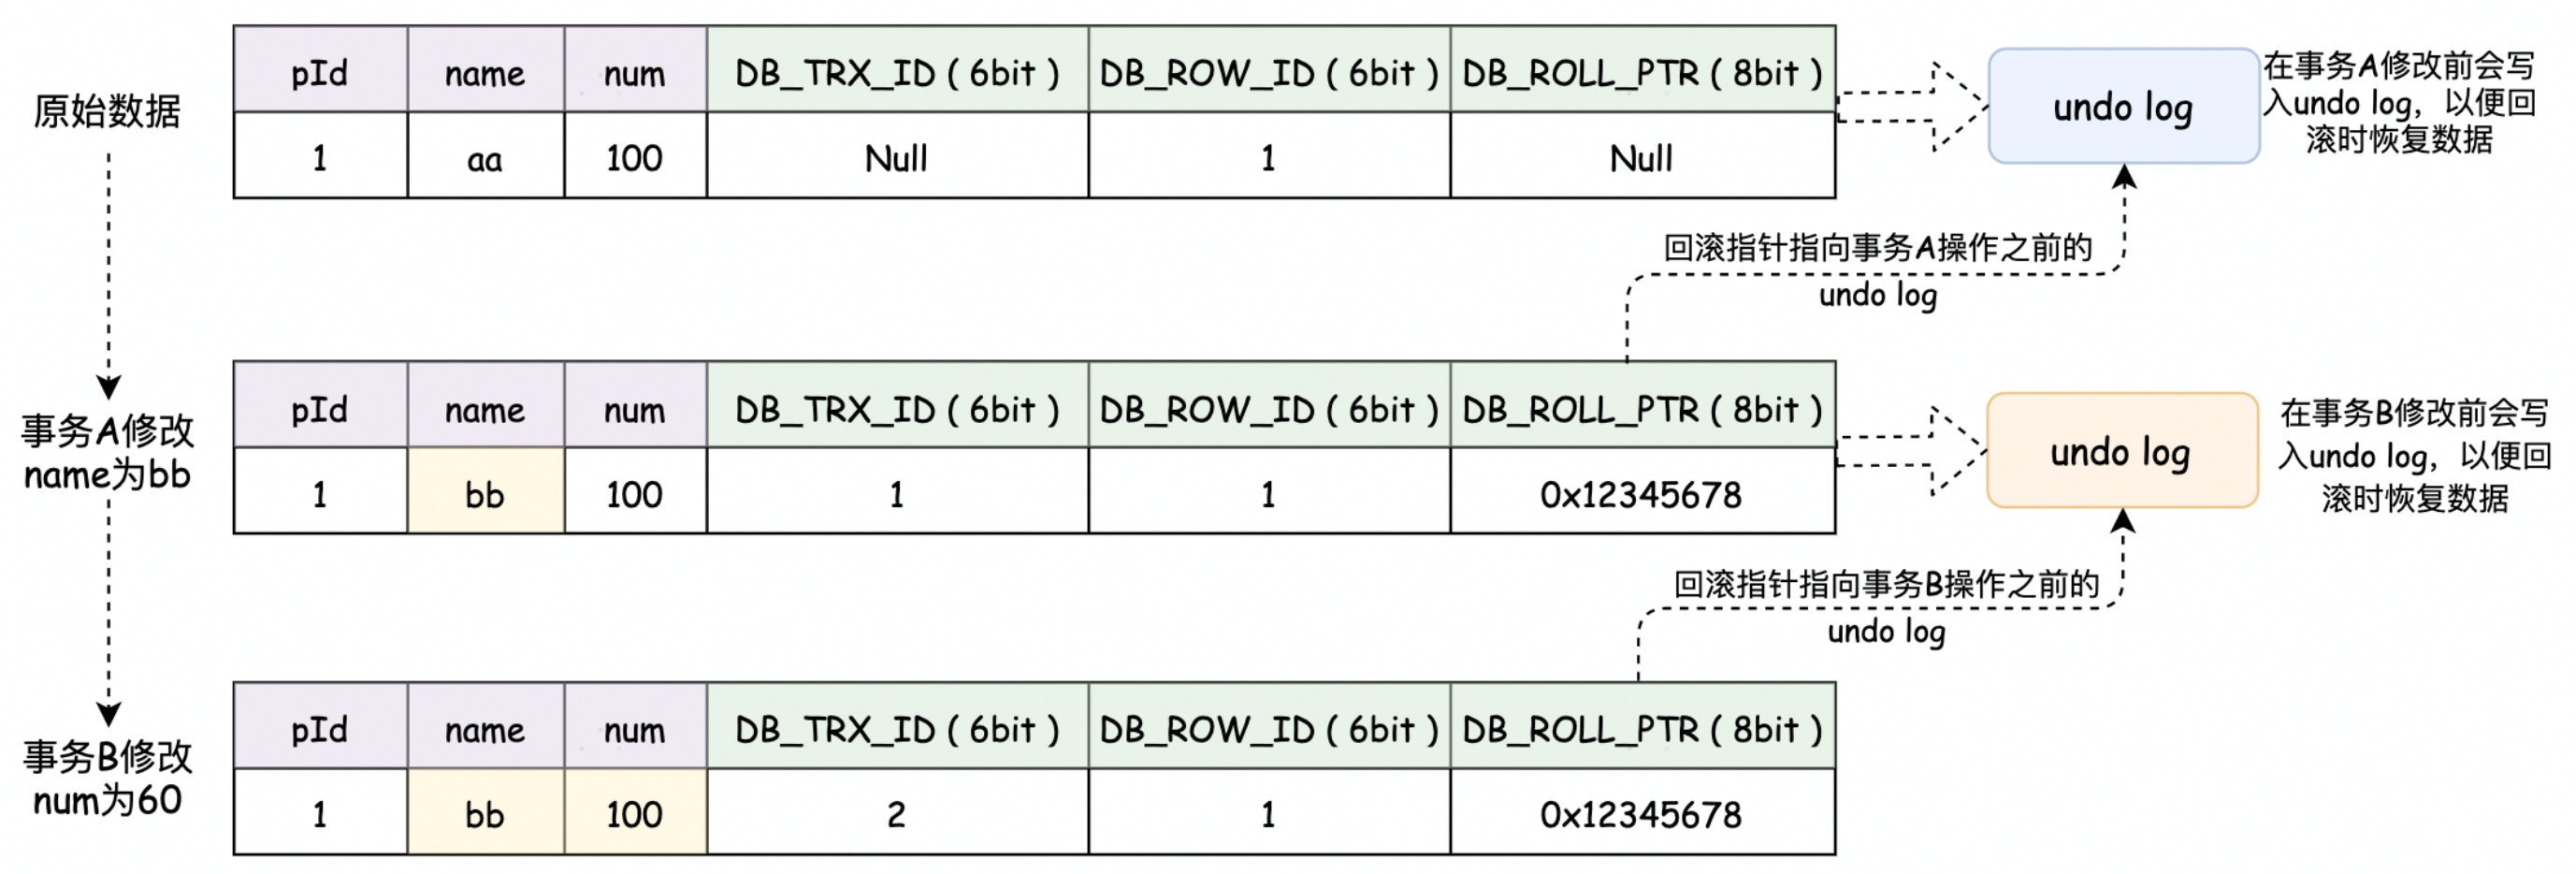 原始数据
pId name num DB_TRX_ID ( 6bit ) DB_ROW_ID ( 6bit ) DB_ROLL_PTR ( 8bit )
1 aa 100 Null 1 Null
undo log
在事务A修改前会写
入undo log，以便回
滚时恢复数据
回滚指针指向事务A操作之前的
undo log
事务A修改
name为bb
pId name num DB_TRX_ID ( 6bit ) DB_ROW_ID ( 6bit ) DB_ROLL_PTR ( 8bit )
1 bb 100 1 1 0x12345678
undo log
在事务B修改前会写
入undo log，以便回
滚时恢复数据
回滚指针指向事务B操作之前的
undo log
事务B修改
num为60
pId name num DB_TRX_ID ( 6bit ) DB_ROW_ID ( 6bit ) DB_ROLL_PTR ( 8bit )
1 bb 100 2 1 0x12345678